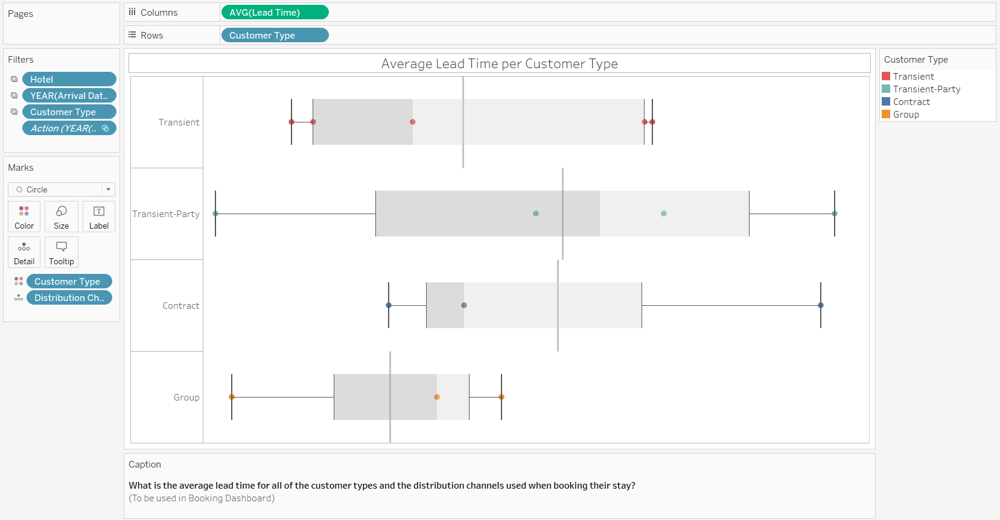 Pages
Columns
AVG(Lead Time)
Rows
Customer Type
Filters
Hotel
YEAR(Arrival Dat..
Customer Type
Action (YEAR(..
Marks
Circle
Color
Size
T
Label
Detail
Tooltip
Customer Type
Distribution Ch..
Average Lead Time per Customer Type
Transient
Transient-Party
Contract
Group
Customer Type
Transient
Transient-Party
Contract
Group
Caption
What is the average lead time for all of the customer types and the distribution channels used when booking their stay?
(To be used in Booking Dashboard)